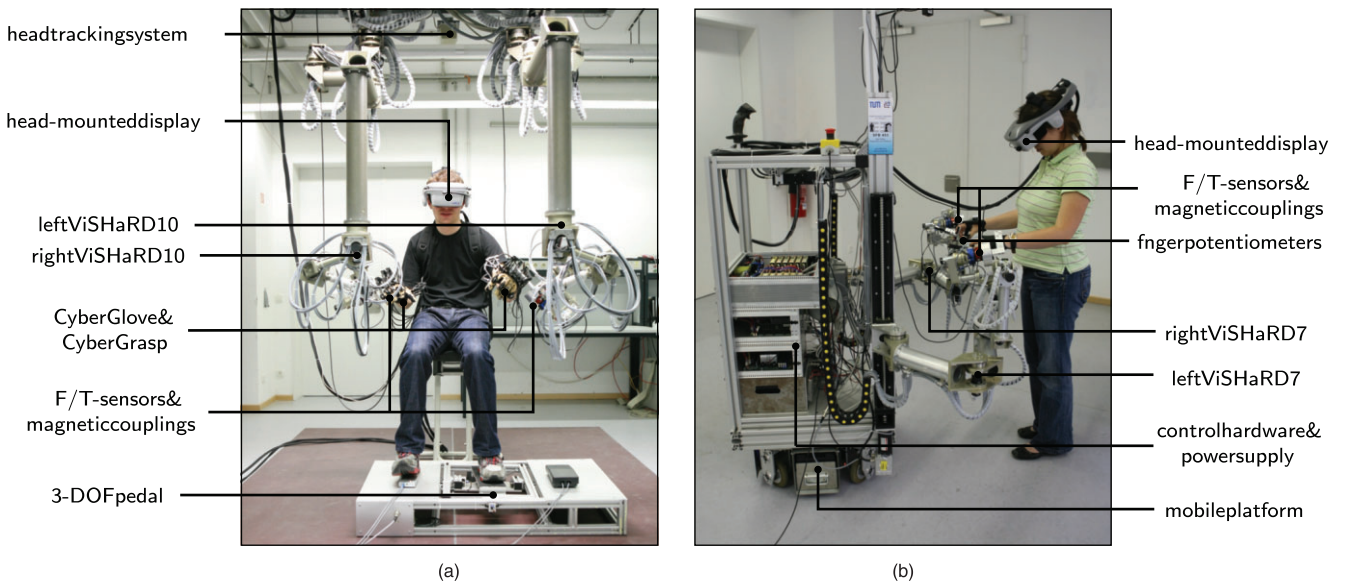 headtrackingsystem
head-mounteddisplay
leftViSHaRD10
rightViSHaRD10
CyberGlove&
CyberGrasp
F/T-sensors&
magneticcouplings
3-DOFpedal
(a)
TUM
head-mounteddisplay
F/T-sensors&
magneticcouplings
fngerpotentiometers
rightViSHaRD7
leftViSHaRD7
controlhardware&
powersupply
mobileplatform
(b)